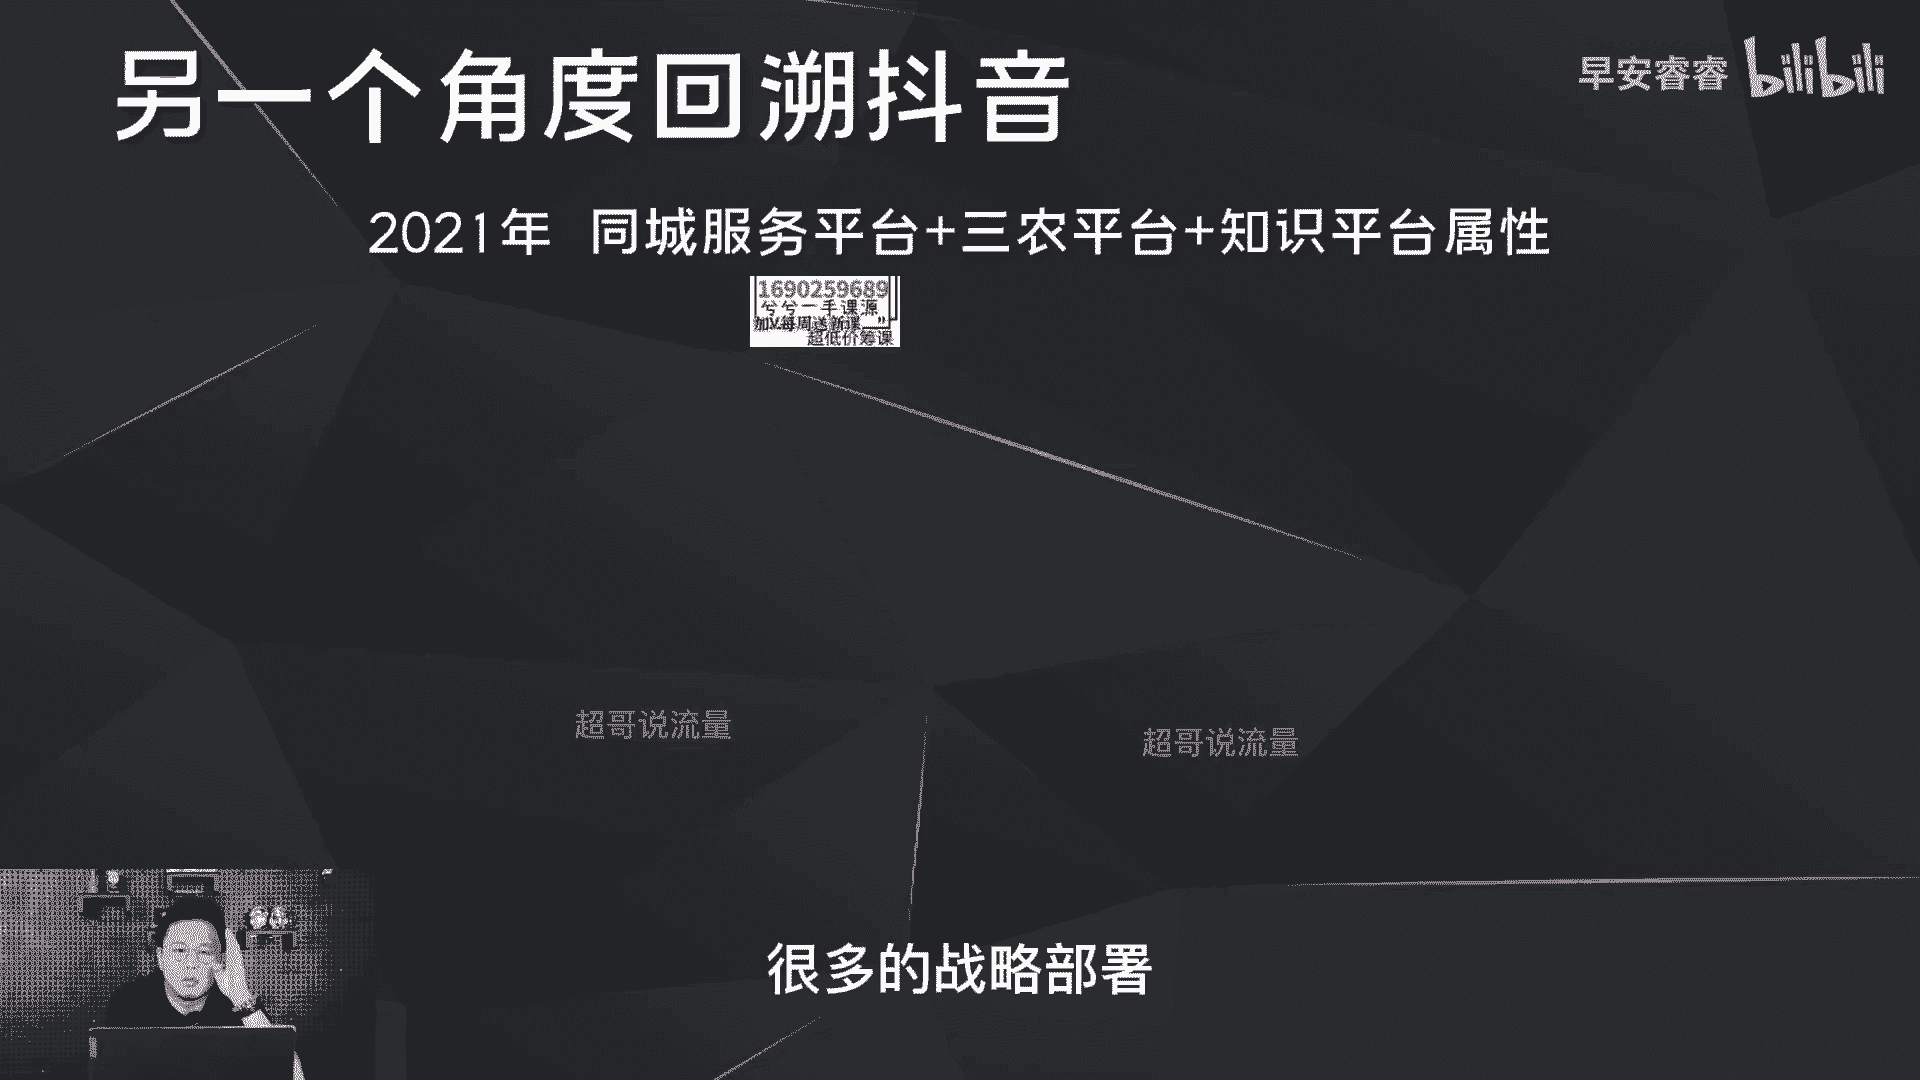 另一个角度回溯抖音
早安睿睿 bilibili
2021年 同城服务平台+三农平台+知识平台属性
1690259689
兮兮一手课源
加V每周送新课
超低价筹课
超哥说流量
超哥说流量
很多的战略部署